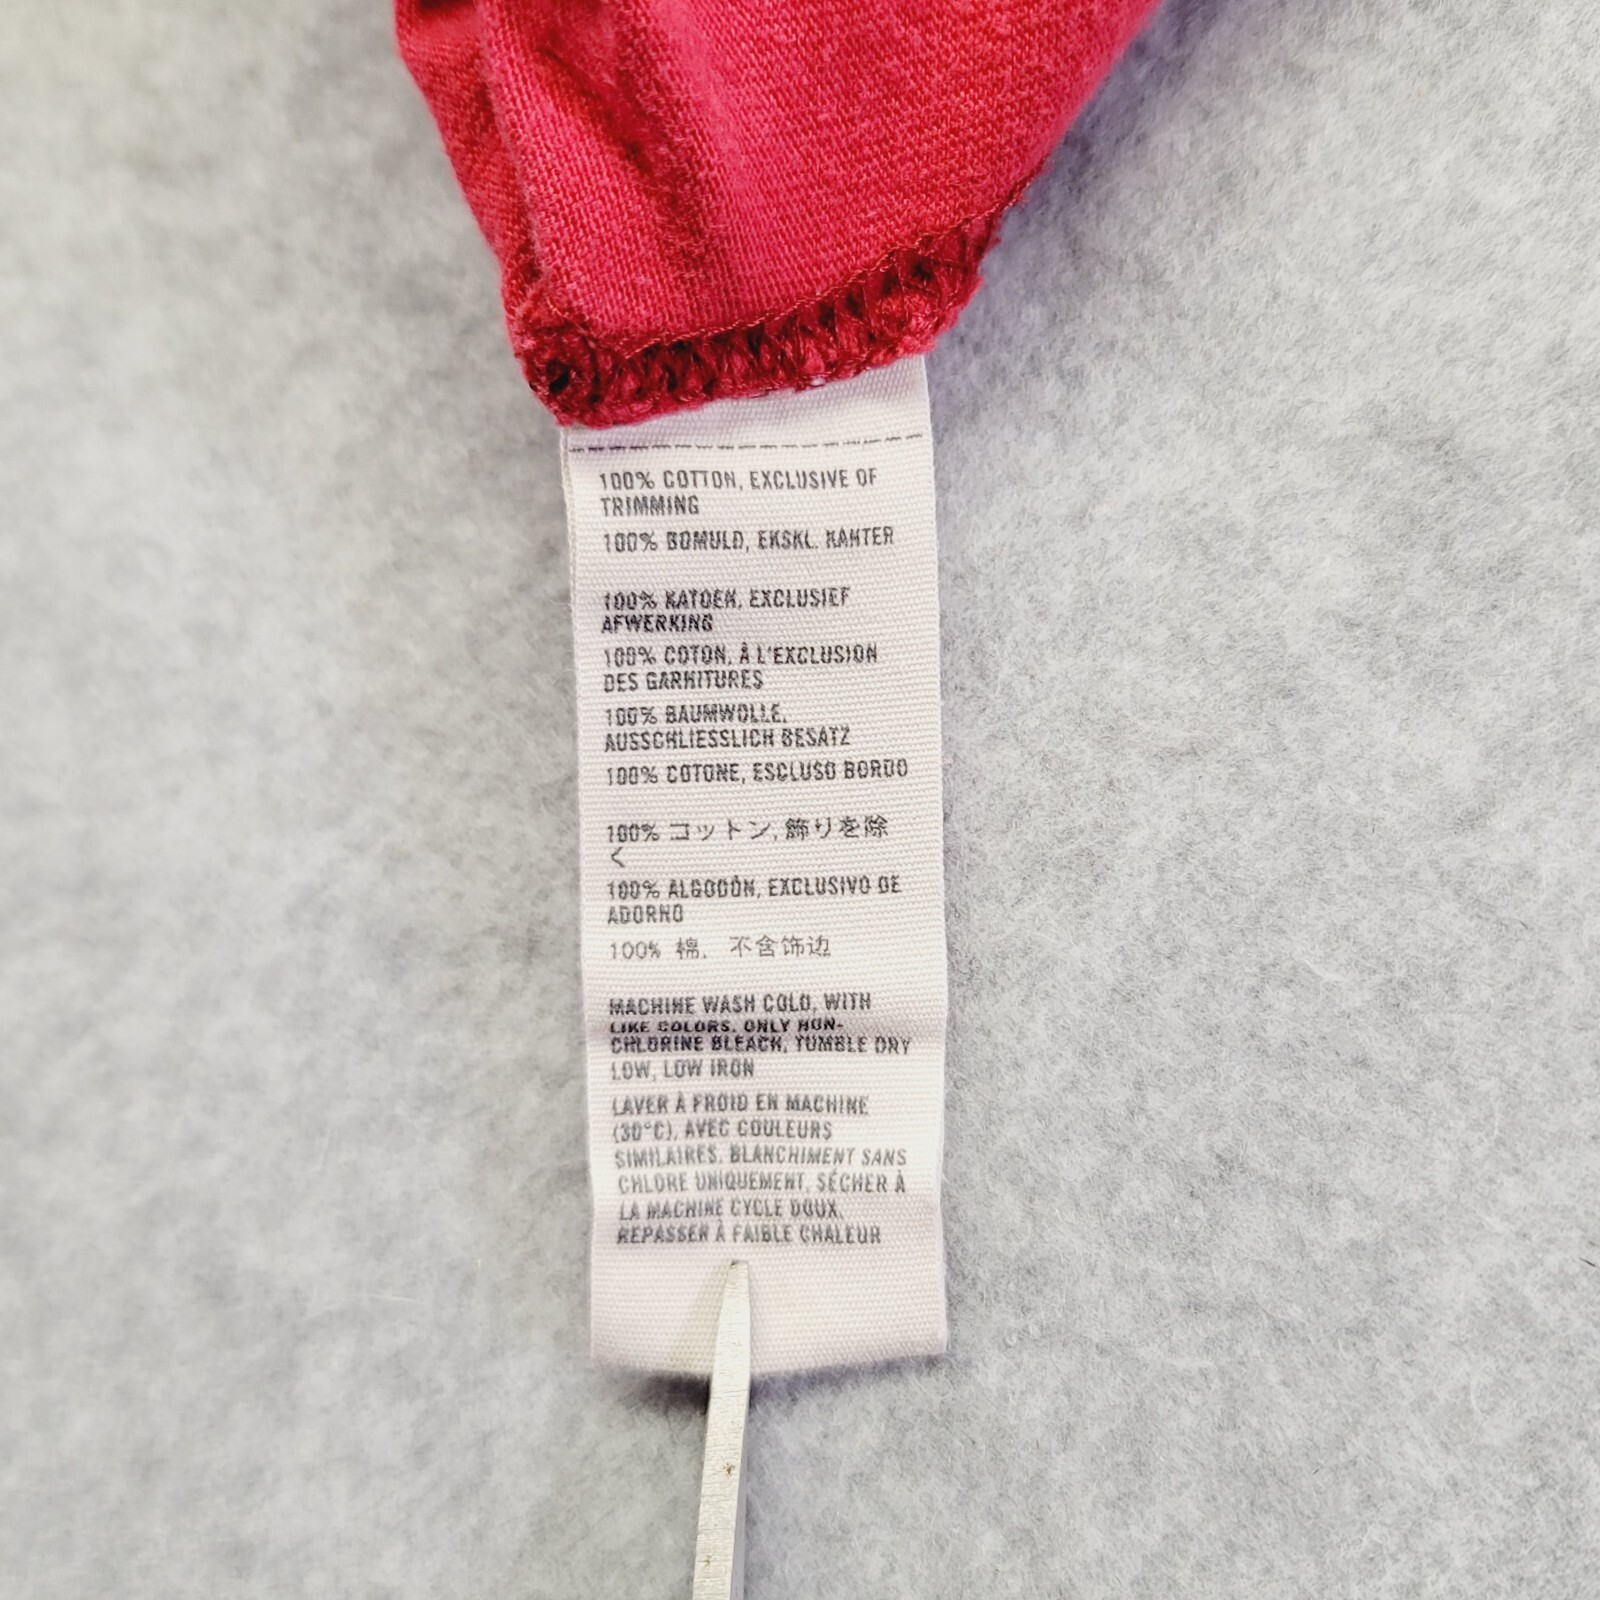 100% COTTON, EXCLUSIVE OF
TRIMMING
100% BOMULD, EKSKL. KANTER
100% KATOEN, EXCLUSIEF
AFWERKING
100% COTON, À L'EXCLUSION
DES GARNITURES
100% BAUMWOLLE,
AUSSCHLIESSLICH BESATZ
100% COTONE, ESCLUSO BORDO
100% コットン, 飾りを除
く
100% ALGODÓN, EXCLUSIVO DE
ADORNO
100% 棉, 不含饰边
MACHINE WASH COLD, WITH
LIKE COLORS, ONLY NON-
CHLORINE BLEACH, TUMBLE DRY
LOW, LOW IRON
LAVER À FROID EN MACHINE
(30°C), AVEC COULEURS
SIMILAIRES. BLANCHIMENT SANS
CHLORE UNIQUEMENT, SÉCHER À
LA MACHINE CYCLE DOUX,
REPASSER À FAIBLE CHALEUR